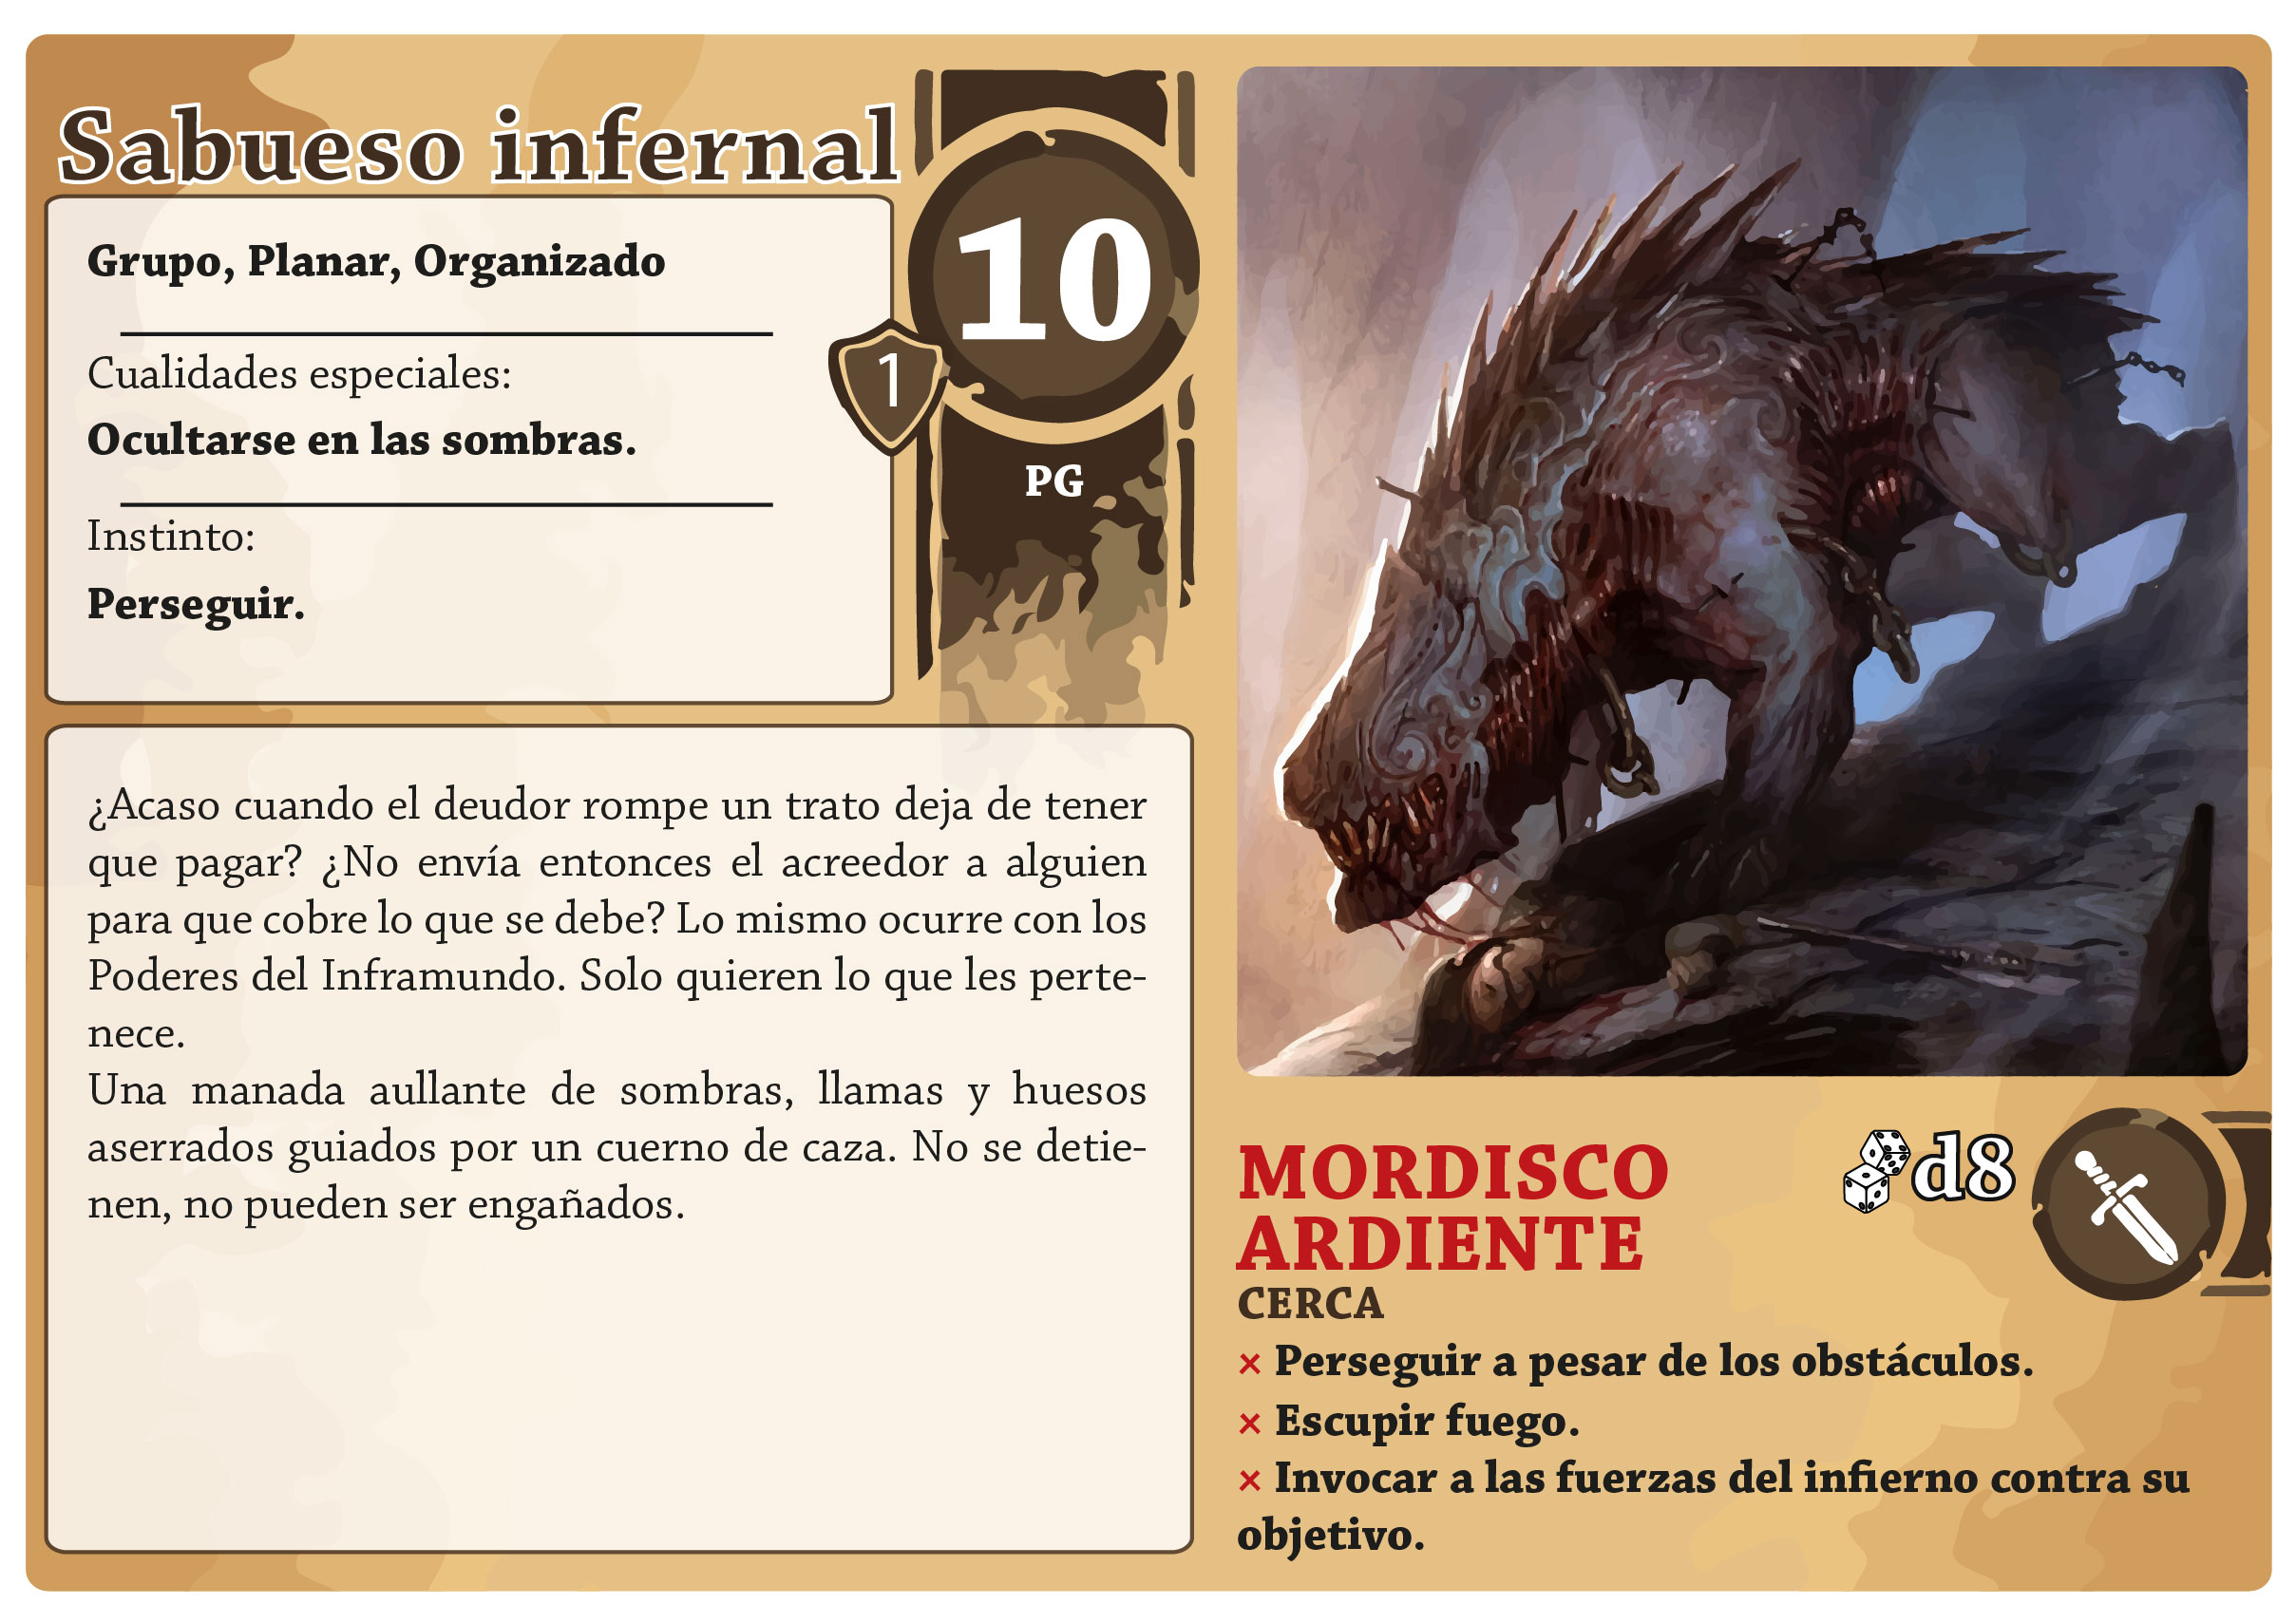 Sabueso infernal
Grupo, Planar, Organizado
Cualidades especiales:
Ocultarse en las sombras.
Instinto:
Perseguir.
1
10
PG
¿Acaso cuando el deudor rompe un trato deja de tener
que pagar? ¿No envía entonces el acreedor a alguien
para que cobre lo que se debe? Lo mismo ocurre con los
Poderes del Inframundo. Solo quieren lo que les perte-
nece.
Una manada aullante de sombras, llamas y huesos
aserrados guiados por un cuerno de caza. No se detie-
nen, no pueden ser engañados.
MORDISCO
ARDIENTE
d8
CERCA
× Perseguir a pesar de los obstáculos.
× Escupir fuego.
× Invocar a las fuerzas del infierno contra su
objetivo.